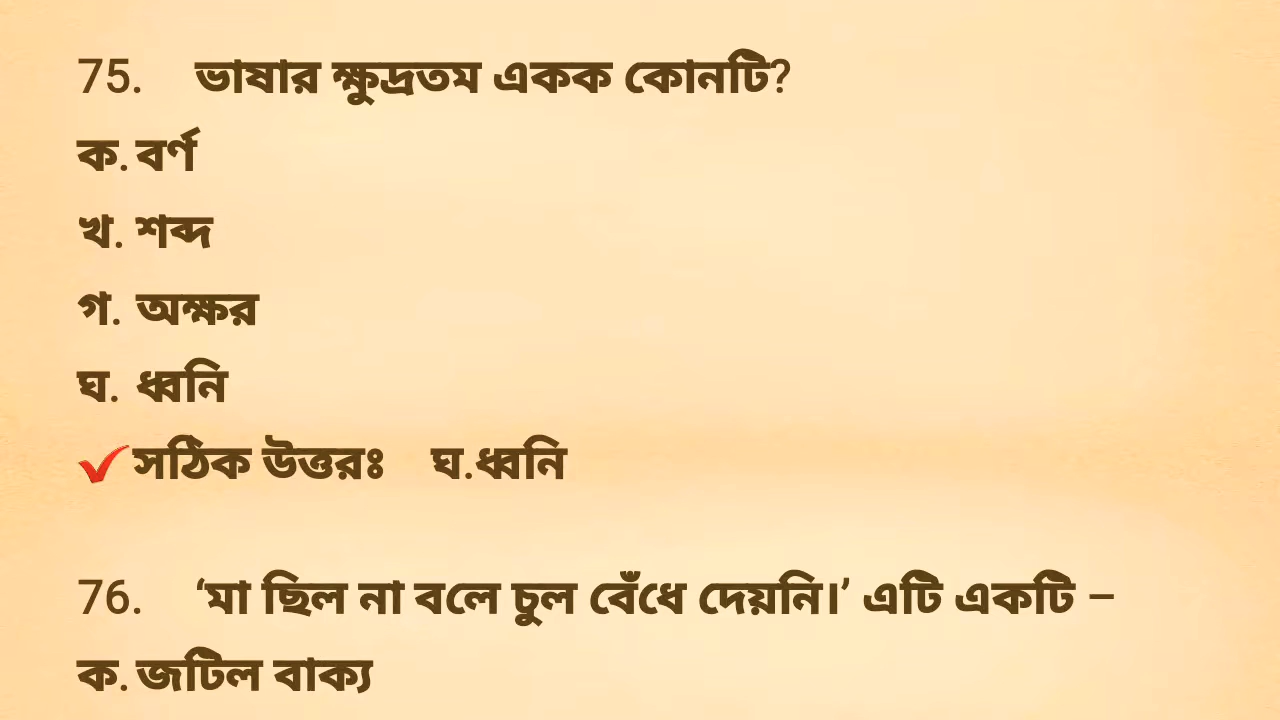 75. ভাষার ক্ষুদ্রতম একক কোনটি?
ক. বর্ণ
খ. শব্দ
গ. অক্ষর
ঘ. ধ্বনি
✔সঠিক উত্তরঃ ঘ.ধ্বনি
76. ‘মা ছিল না বলে চুল বেঁধে দেয়নি।’ এটি একটি –
ক. জটিল বাক্য